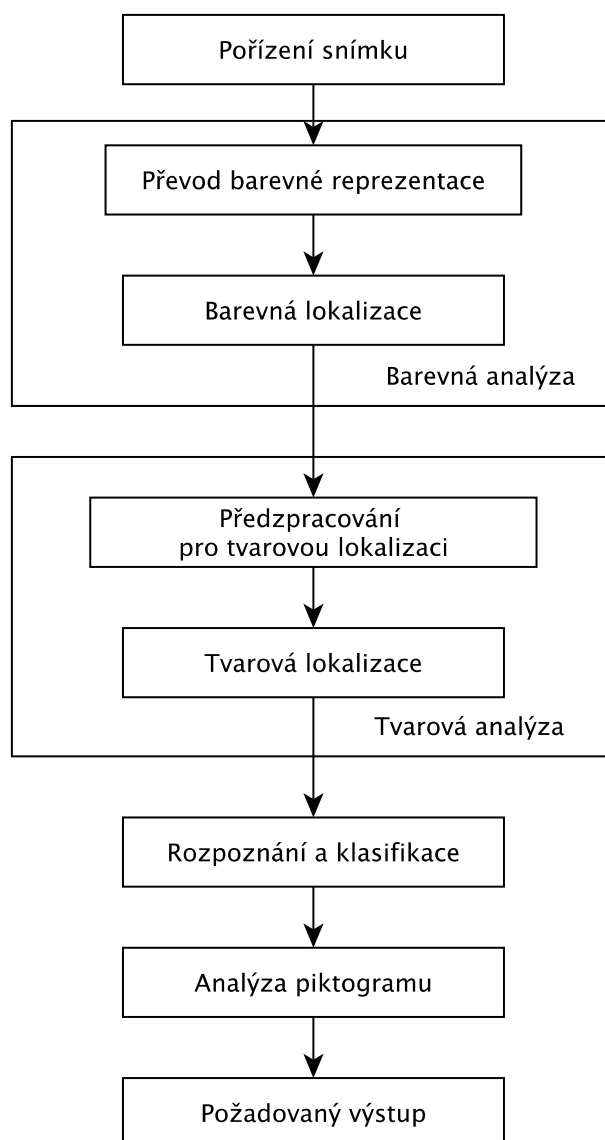 Pořízení snímku
Převod barevné reprezentace
Barevná lokalizace
Barevná analýza
Předzpracování
pro tvarovou lokalizaci
Tvarová lokalizace
Tvarová analýza
Rozpoznání a klasifikace
Analýza piktogramu
Požadovaný výstup